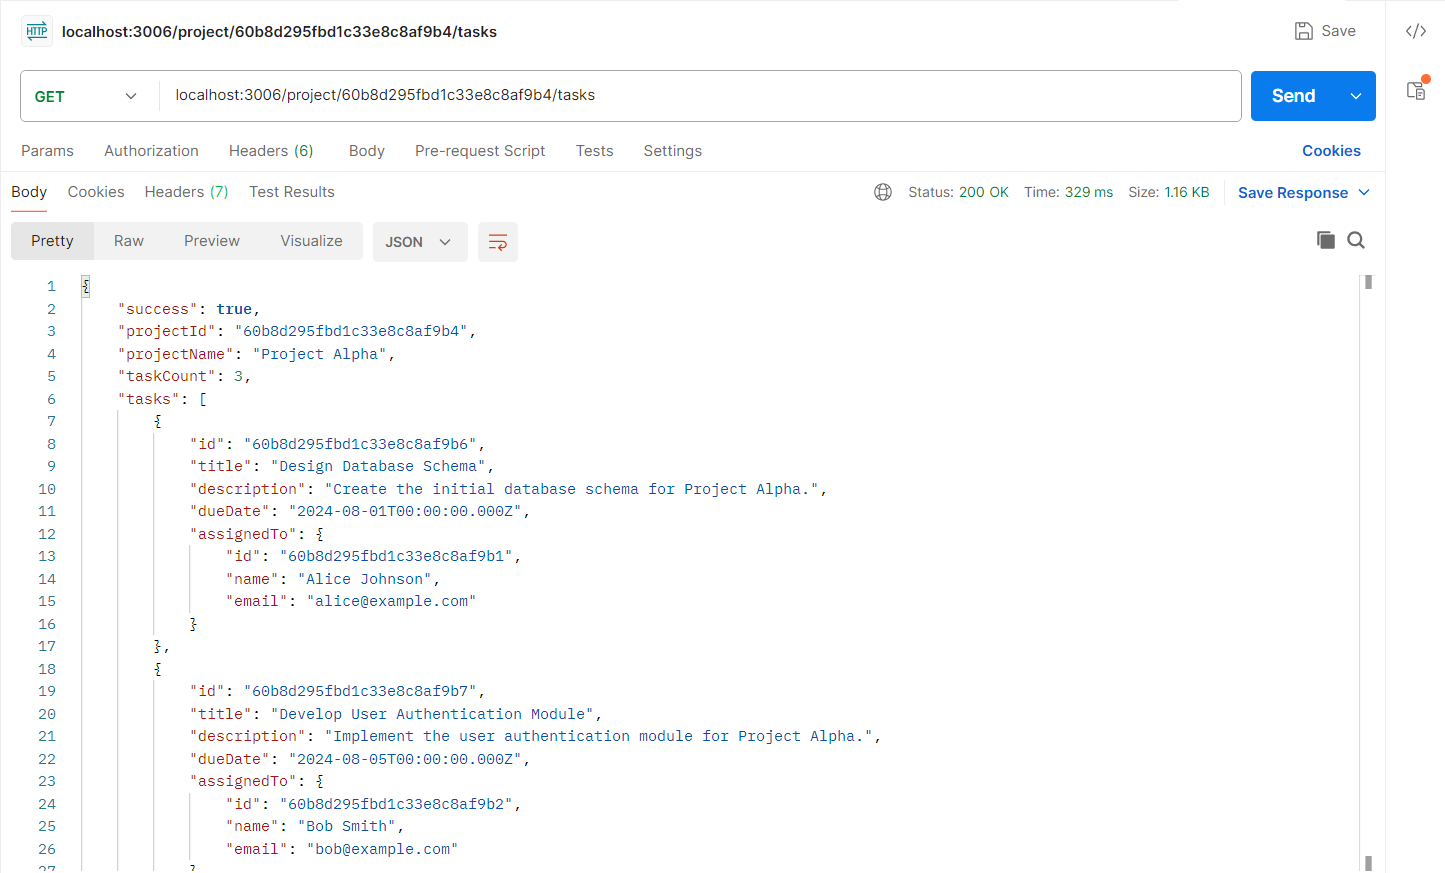 HTTP localhost:3006/project/60b8d295fbd1c33e8c8af9b4/tasks Save </>
GET localhost:3006/project/60b8d295fbd1c33e8c8af9b4/tasks Send
Params Authorization Headers (6) Body Pre-request Script Tests Settings Cookies
Body Cookies Headers (7) Test Results Status: 200 OK Time: 329 ms Size: 1.16 KB Save Response
Pretty Raw Preview Visualize JSON
1 {
2 "success": true,
3 "projectId": "60b8d295fbd1c33e8c8af9b4",
4 "projectName": "Project Alpha",
5 "taskCount": 3,
6 "tasks": [
7 {
8 "id": "60b8d295fbd1c33e8c8af9b6",
9 "title": "Design Database Schema",
10 "description": "Create the initial database schema for Project Alpha.",
11 "dueDate": "2024-08-01T00:00:00.000Z",
12 "assignedTo": {
13 "id": "60b8d295fbd1c33e8c8af9b1",
14 "name": "Alice Johnson",
15 "email": "alice@example.com"
16 }
17 },
18 {
19 "id": "60b8d295fbd1c33e8c8af9b7",
20 "title": "Develop User Authentication Module",
21 "description": "Implement the user authentication module for Project Alpha.",
22 "dueDate": "2024-08-05T00:00:00.000Z",
23 "assignedTo": {
24 "id": "60b8d295fbd1c33e8c8af9b2",
25 "name": "Bob Smith",
26 "email": "bob@example.com"
27 }